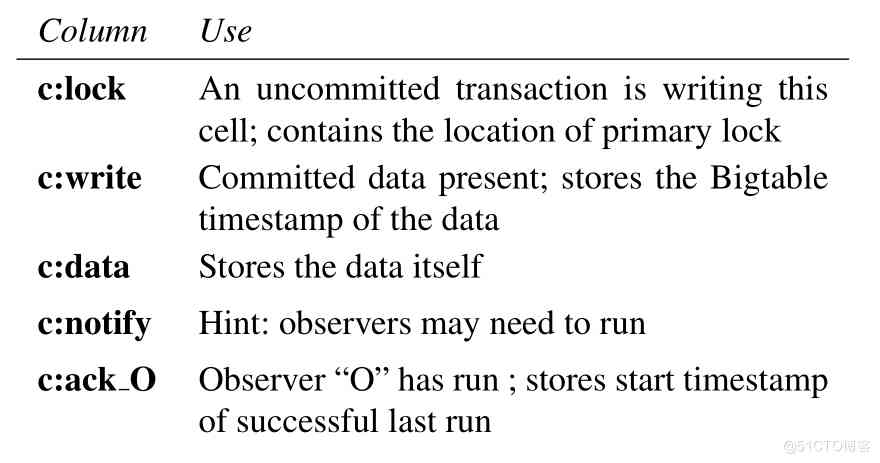 Column Use
c:lock An uncommitted transaction is writing this
cell; contains the location of primary lock
c:write Committed data present; stores the Bigtable
timestamp of the data
c:data Stores the data itself
c:notify Hint: observers may need to run
c:ack_O Observer “O” has run ; stores start timestamp
of successful last run
@51CTO博客